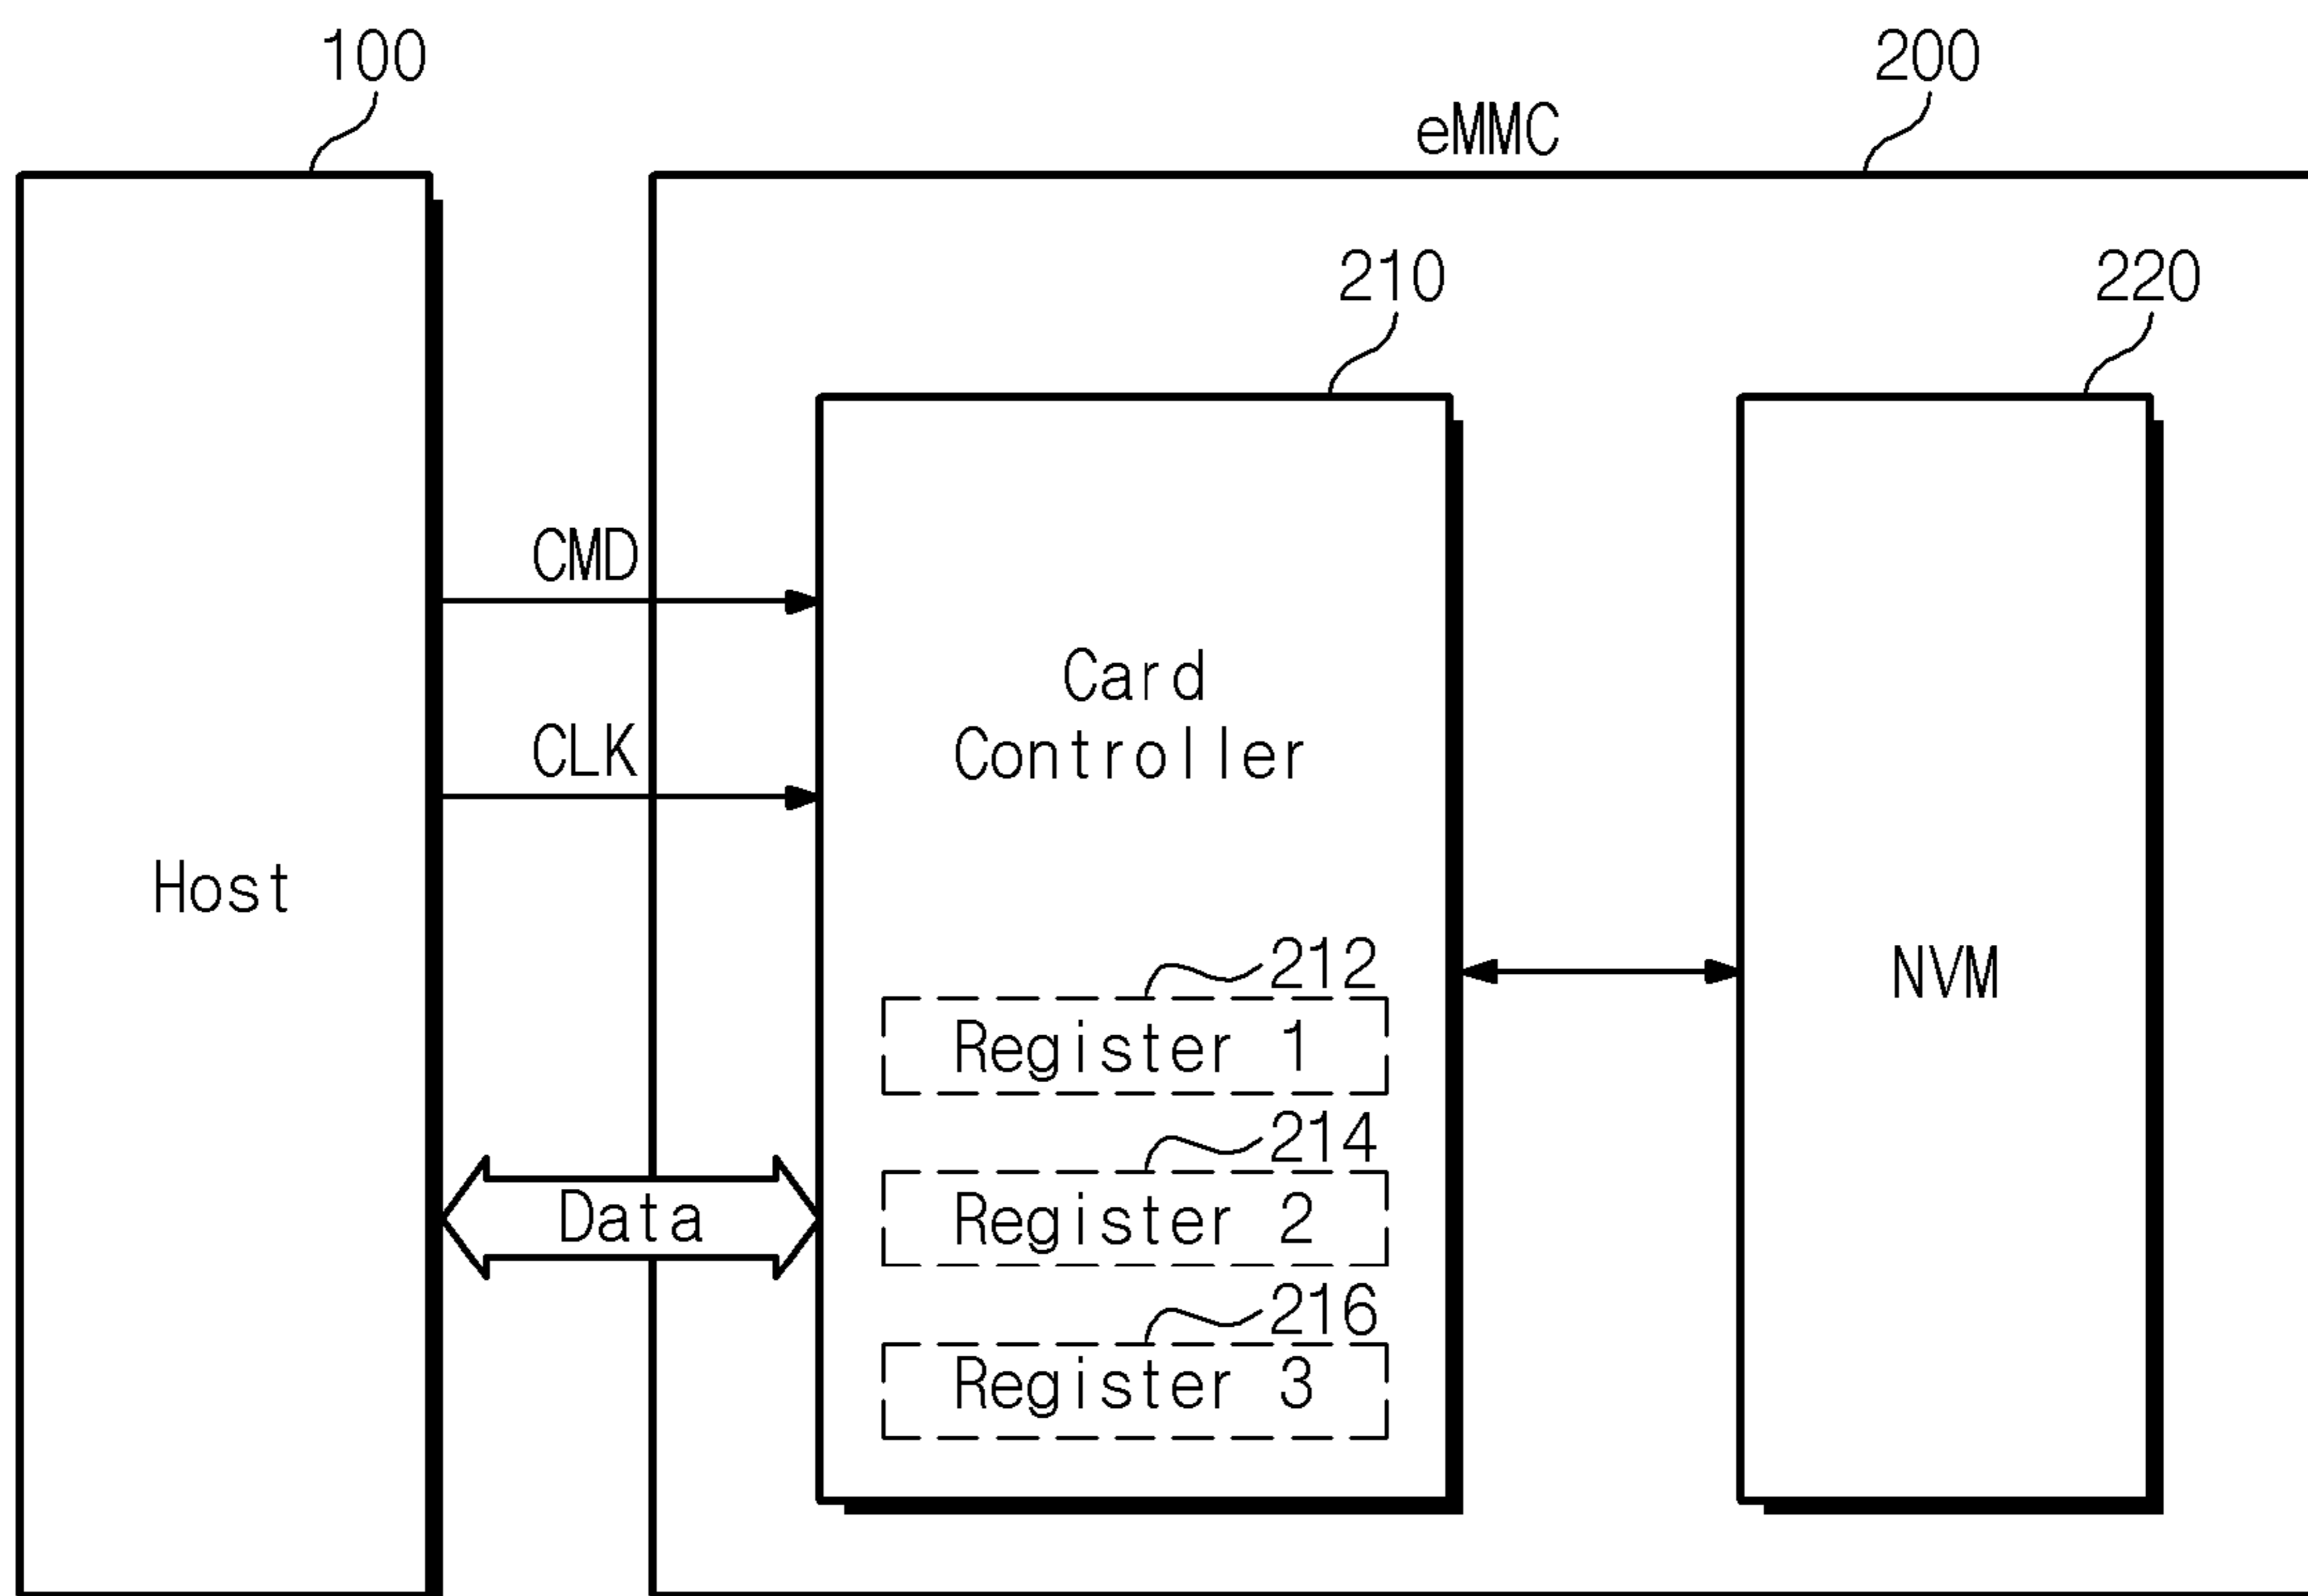 100
200
eMMC
210
220
CMD
Card
Controller
CLK
Host
212
NVM
Register 1
214
Register 2
Data
216
Register 3